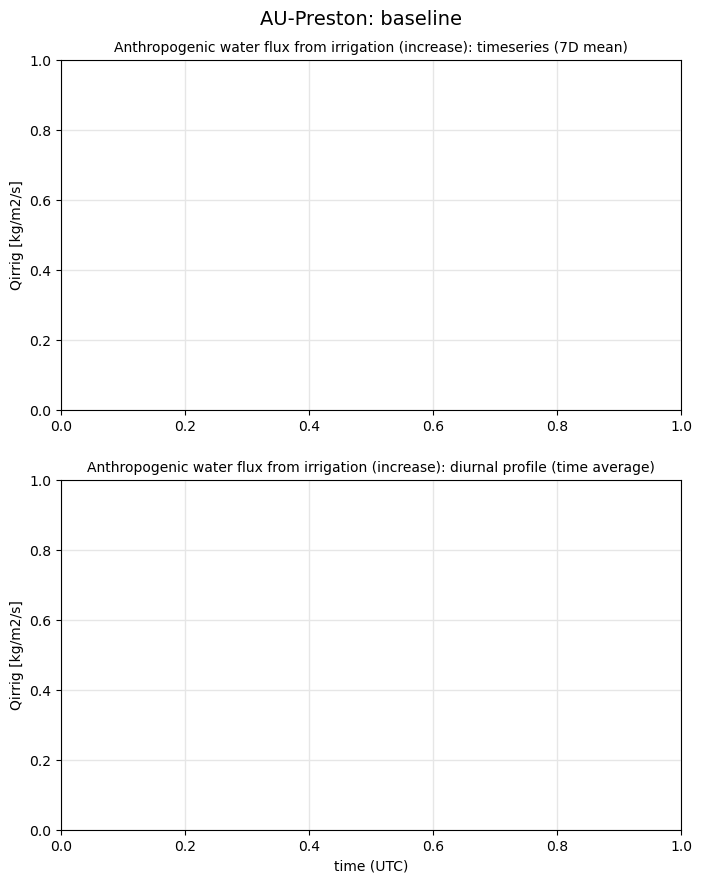 AU-Preston: baseline
Anthropogenic water flux from irrigation (increase): timeseries (7D mean)
1.0
0.8
0.6
0.4
0.2
0.0
Qirrig [kg/m2/s]
0.0 0.2 0.4 0.6 0.8 1.0
Anthropogenic water flux from irrigation (increase): diurnal profile (time average)
1.0
0.8
0.6
0.4
0.2
0.0
Qirrig [kg/m2/s]
0.0 0.2 0.4 0.6 0.8 1.0
time (UTC)